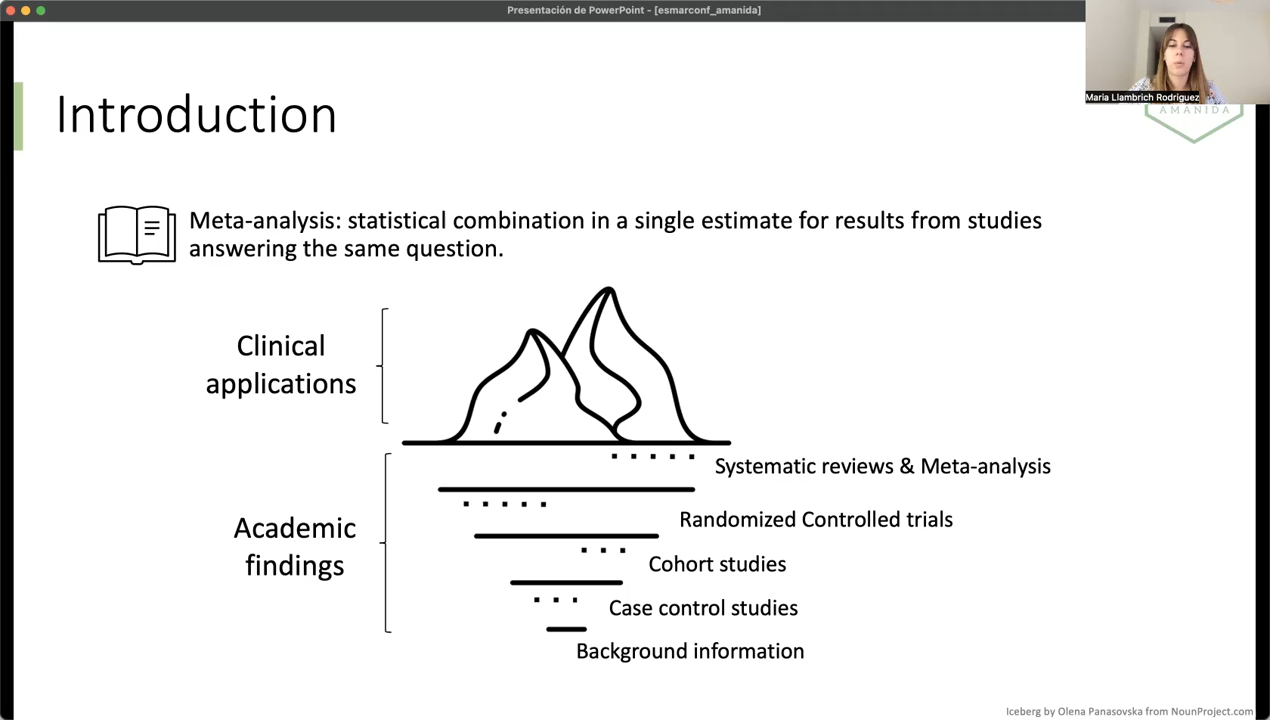 Presentación de PowerPoint - [esmarconf_amanida]
Maria Llambrich Rodriguez
AMANIDA
Introduction
Meta-analysis: statistical combination in a single estimate for results from studies
answering the same question.
Clinical
applications
Systematic reviews & Meta-analysis
Randomized Controlled trials
Academic
findings
Cohort studies
Case control studies
Background information
Iceberg by Olena Panasovska from NounProject.com